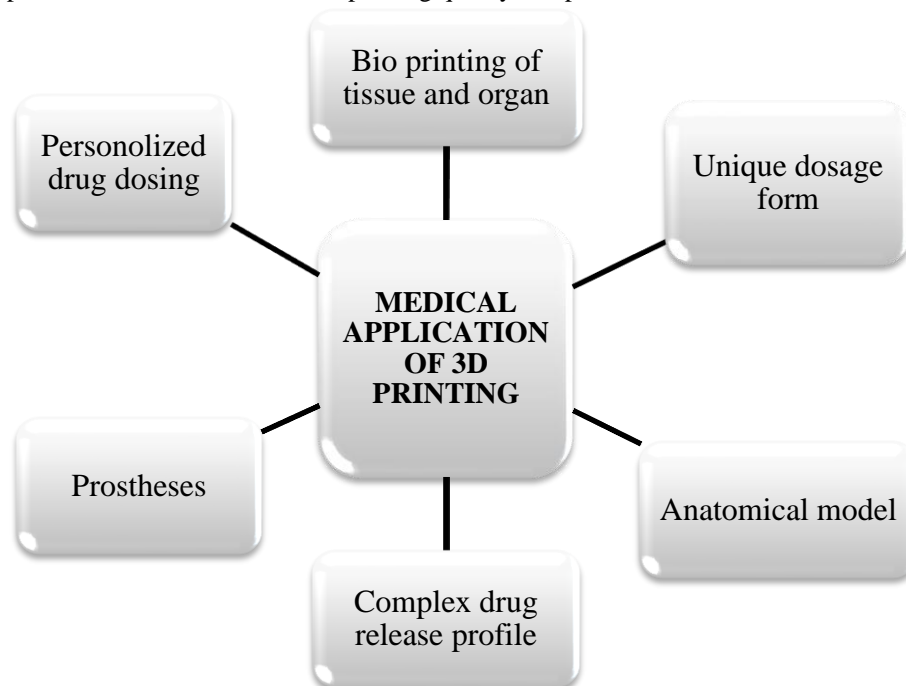 Bio printing of
tissue and organ
Personolized
drug dosing
Unique dosage
form
MEDICAL
APPLICATION
OF 3D
PRINTING
Prostheses
Anatomical model
Complex drug
release profile